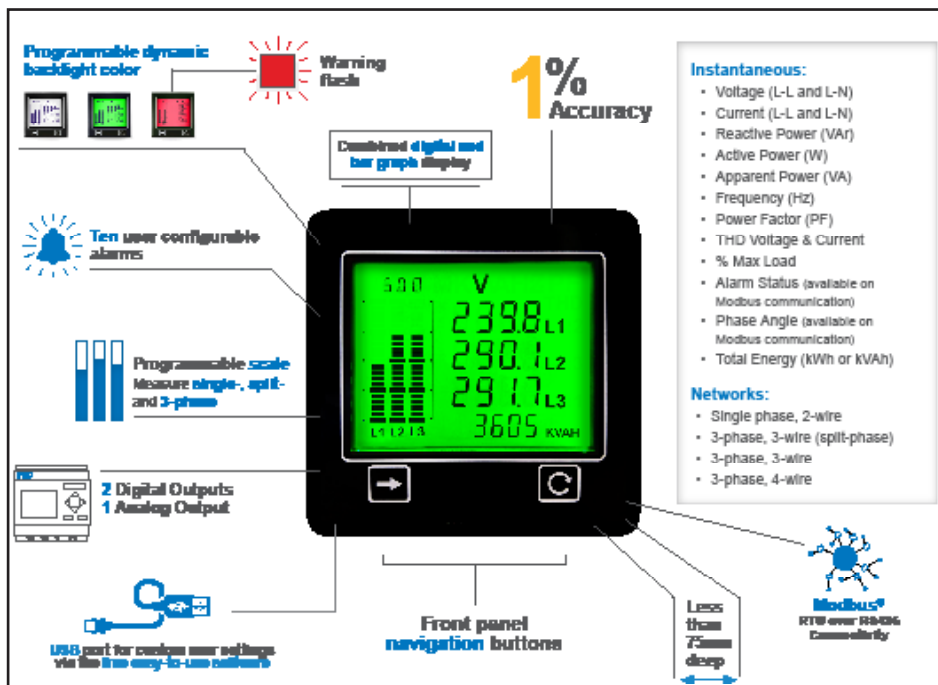 Programmable dynamic
backlight color
Warning
flash
1%
Accuracy
Combined digital and
bar graph display
Ten user configurable
alarms
Programmable scale
Measure single-, split-
and 3-phase
2 Digital Outputs
1 Analog Output
USB port for custom user settings
via the free easy-to-use software
600 V
239.8 L1
290.1 L2
291.7 L3
L1 L2 L3 3605 KVAH
Front panel
navigation buttons
Less
than
75mm
deep
Modbus®
RTU over RS485
Connectivity
Instantaneous:
• Voltage (L-L and L-N)
• Current (L-L and L-N)
• Reactive Power (VAr)
• Active Power (W)
• Apparent Power (VA)
• Frequency (Hz)
• Power Factor (PF)
• THD Voltage & Current
• % Max Load
• Alarm Status (available on
Modbus communication)
• Phase Angle (available on
Modbus communication)
• Total Energy (kWh or kVAh)
Networks:
• Single phase, 2-wire
• 3-phase, 3-wire (split-phase)
• 3-phase, 3-wire
• 3-phase, 4-wire